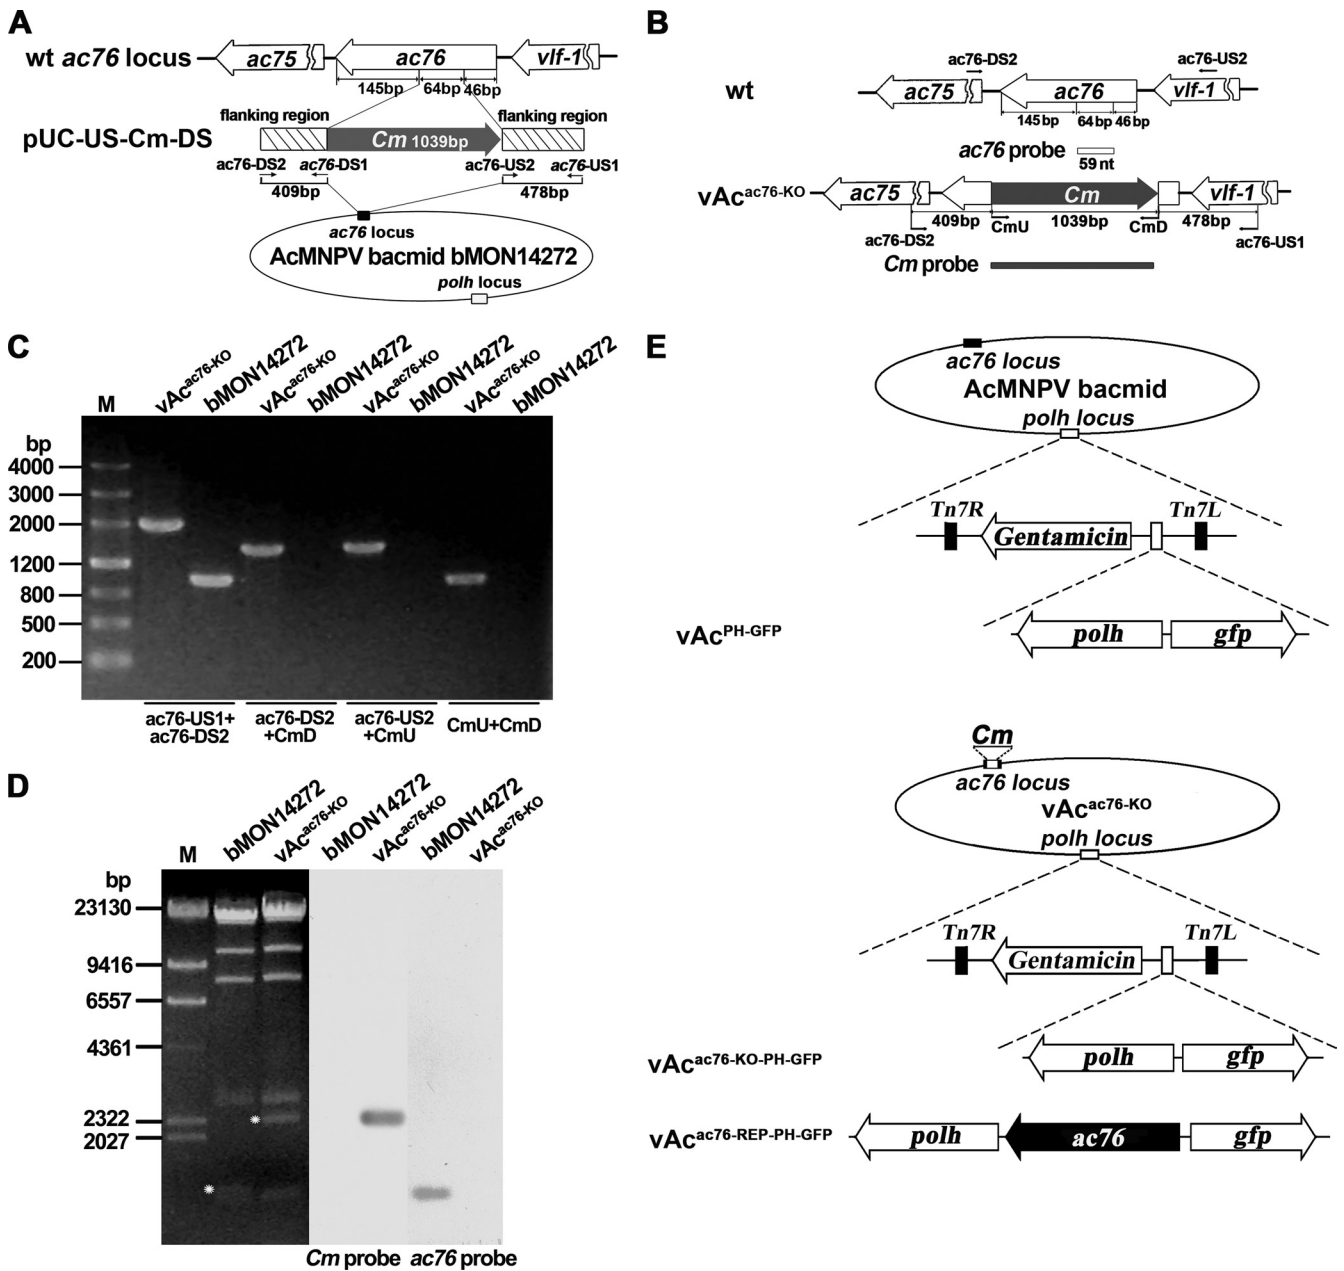 A
wt ac76 locus
ac75
ac76
vlf-1
145bp
64bp
46bp
flanking region
flanking region
pUC-US-Cm-DS
Cm 1039bp
ac76-DS2
ac76-DS1
ac76-US2
ac76-US1
409bp
478bp
ac76 locus
AcMNPV bacmid bMON14272
polh locus
B
ac76-DS2
ac76-US2
wt
ac75
ac76
vlf-1
145bp
64bp
46bp
ac76 probe
59 nt
vAcac76-KO
ac75
Cm
vlf-1
409bp
CmU
1039bp
CmD
478bp
ac76-DS2
ac76-US1
Cm probe
C
M
vAcac76-KO
bMON14272
vAcac76-KO
bMON14272
vAcac76-KO
bMON14272
vAcac76-KO
bMON14272
bp
4000
3000
2000
1200
800
500
200
ac76-US1+
ac76-DS2
ac76-DS2
+CmD
ac76-US2
+CmU
CmU+CmD
D
M
bMON14272
vAcac76-KO
bMON14272
vAcac76-KO
bMON14272
vAcac76-KO
bp
23130
9416
6557
4361
2322
2027
Cm probe
ac76 probe
E
ac76 locus
AcMNPV bacmid
polh locus
Tn7R
Tn7L
Gentamicin
vAcPH-GFP
polh
gfp
Cm
ac76 locus
vAcac76-KO
polh locus
Tn7R
Tn7L
Gentamicin
vAcac76-KO-PH-GFP
polh
gfp
vAcac76-REP-PH-GFP
polh
ac76
gfp